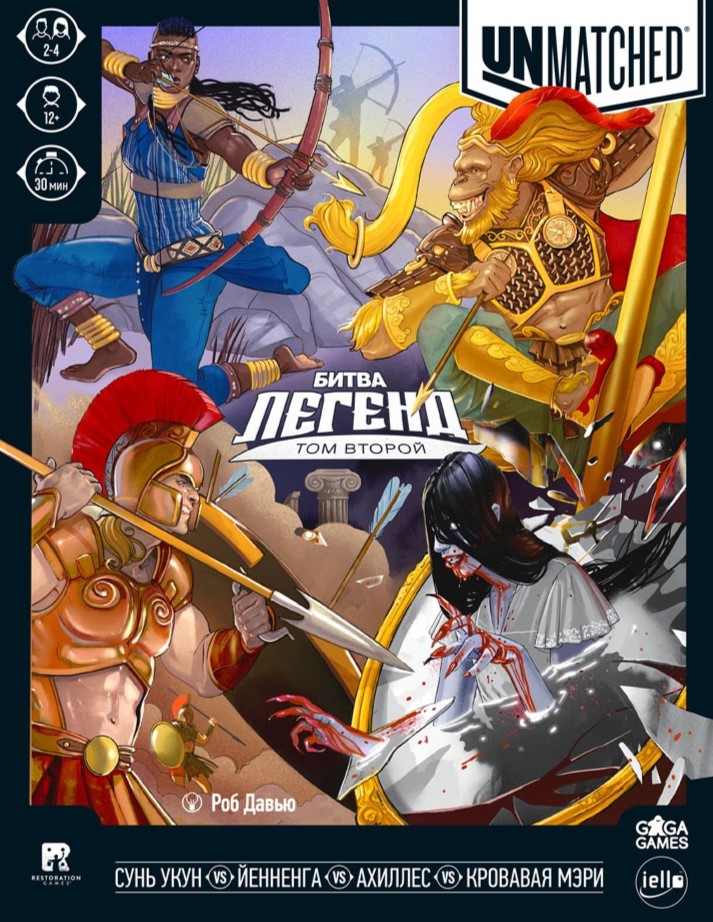 2-4
12+
30 мин
UNMATCHED®
БИТВА
ЛЕГЕНД
ТОМ ВТОРОЙ
Роб Давью
RESTORATION
GAMES
СУНЬ УКУН VS ЙЕННЕНГА VS АХИЛЛЕС VS КРОВАВАЯ МЭРИ
GAGA
GAMES
iello